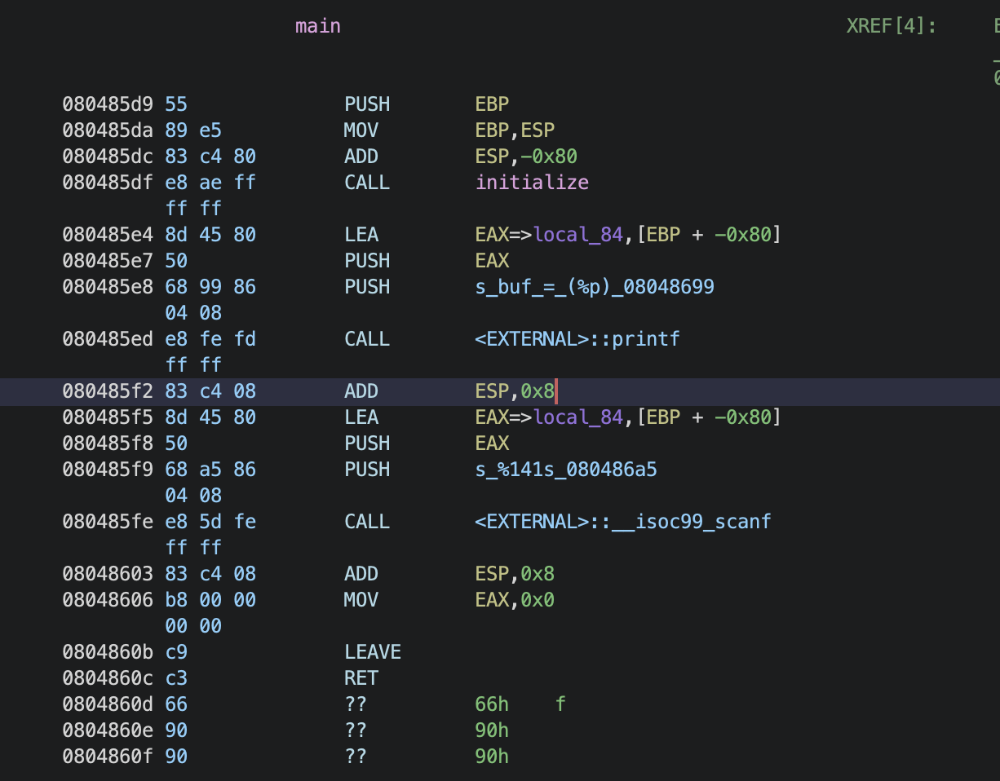 main XREF[4]:
080485d9 55 PUSH EBP
080485da 89 e5 MOV EBP,ESP
080485dc 83 c4 80 ADD ESP,-0x80
080485df e8 ae ff CALL initialize
ff ff
080485e4 8d 45 80 LEA EAX=>local_84,[EBP + -0x80]
080485e7 50 PUSH EAX
080485e8 68 99 86 PUSH s_buf_=_(%p)_08048699
04 08
080485ed e8 fe fd CALL <EXTERNAL>::printf
ff ff
080485f2 83 c4 08 ADD ESP,0x8
080485f5 8d 45 80 LEA EAX=>local_84,[EBP + -0x80]
080485f8 50 PUSH EAX
080485f9 68 a5 86 PUSH s_%141s_080486a5
04 08
080485fe e8 5d fe CALL <EXTERNAL>::__isoc99_scanf
ff ff
08048603 83 c4 08 ADD ESP,0x8
08048606 b8 00 00 MOV EAX,0x0
00 00
0804860b c9 LEAVE
0804860c c3 RET
0804860d 66 ?? 66h f
0804860e 90 ?? 90h
0804860f 90 ?? 90h